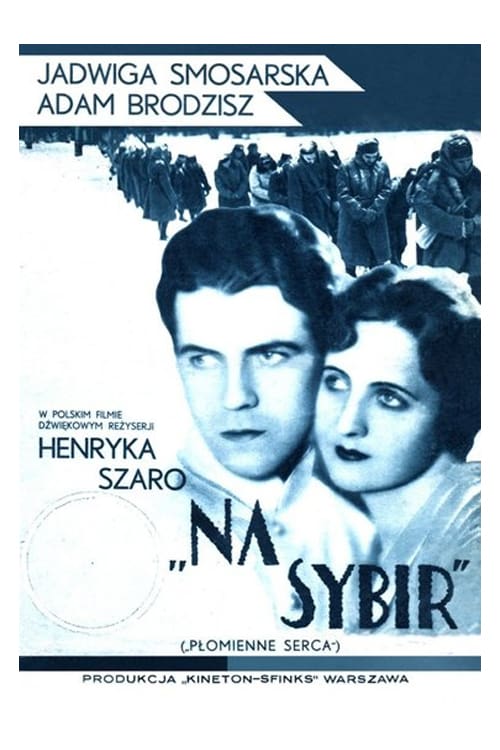 JADWIGA SMOSARSKA
ADAM BRODZISZ
W POLSKIM FILMIE
DŹWIĘKOWYM REŻYSERJI
HENRYKA
SZARO
„NA
SYBIR”
(„PŁOMIENNE SERCA”)
PRODUKCJA „KINETON-SFINKS” WARSZAWA